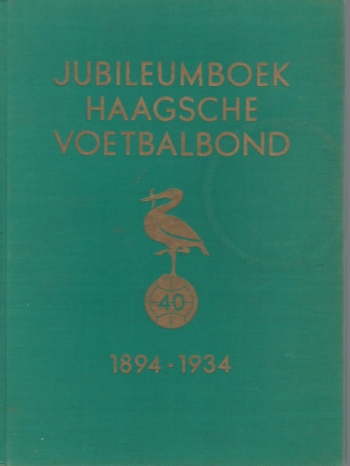 JUBILEUMBOEK
HAAGSCHE
VOETBALBOND
40
1894 · 1934